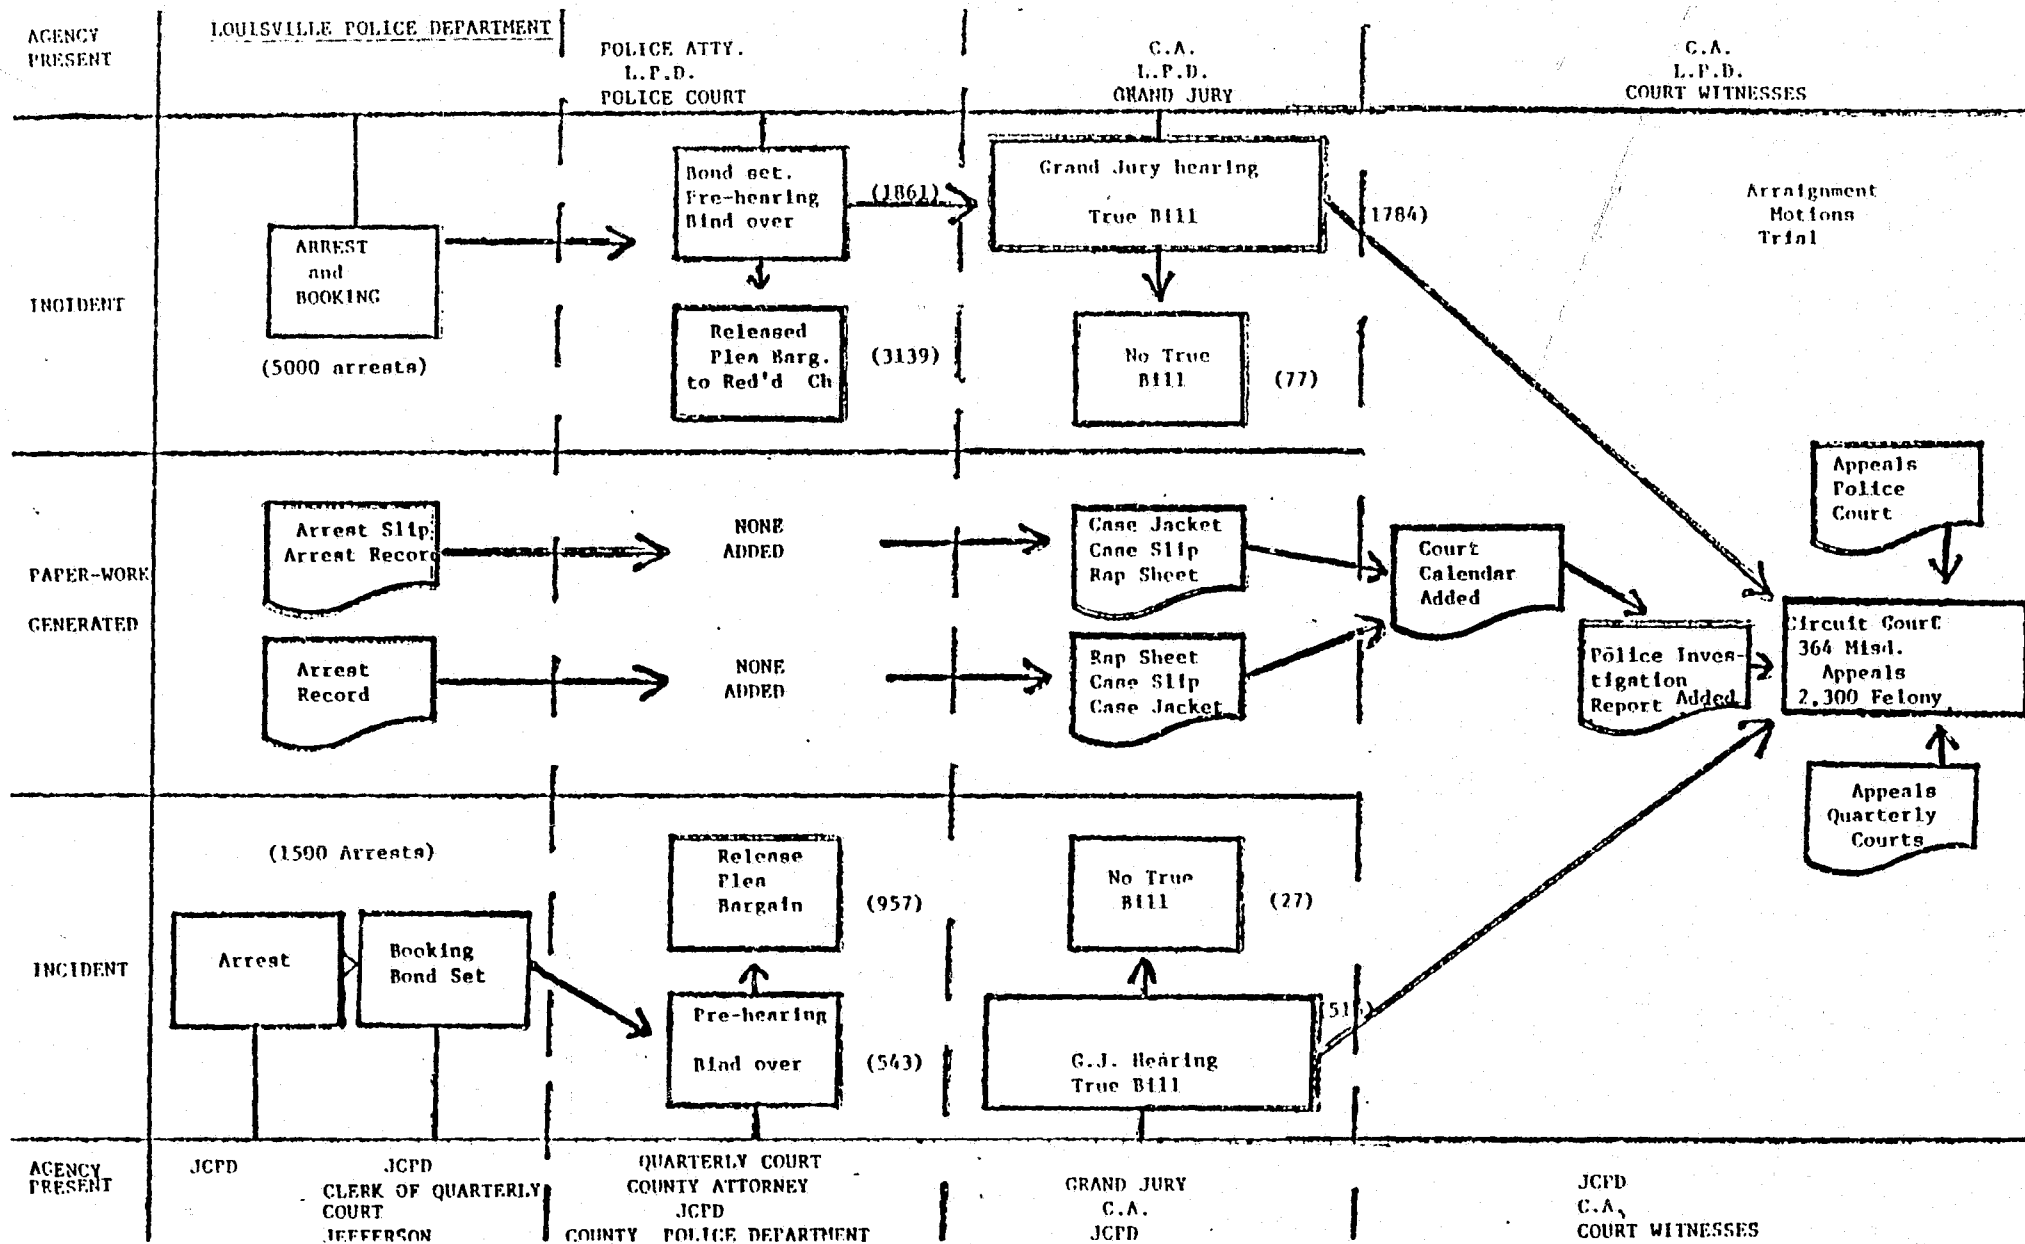 AGENCY
PRESENT
LOUISVILLE POLICE DEPARTMENT
POLICE ATTY.
L.P.D.
POLICE COURT
C.A.
L.P.D.
GRAND JURY
C.A.
L.P.D.
COURT WITNESSES
INCIDENT
ARREST
and
BOOKING
(5000 arrests)
Bond set.
Pre-hearing
Bind over
(1861)
Released
Plea Barg.
to Red'd Ch
(3139)
Grand Jury hearing
True Bill
(1784)
No True
Bill
(77)
Arraignment
Motions
Trial
PAPER-WORK
GENERATED
Arrest Slip
Arrest Record
NONE
ADDED
Case Jacket
Case Slip
Rap Sheet
Court
Calendar
Added
Appeals
Police
Court
Arrest
Record
NONE
ADDED
Rap Sheet
Case Slip
Case Jacket
Police Inves-
tigation
Report Added
Circuit Court
364 Misd.
Appeals
2,300 Felony
Appeals
Quarterly
Courts
INCIDENT
(1500 Arrests)
Arrest
Booking
Bond Set
Release
Plea
Bargain
(957)
Pre-hearing
Bind over
(543)
No True
Bill
(27)
G.J. Hearing
True Bill
AGENCY
PRESENT
JCPD
JCPD
CLERK OF QUARTERLY
COURT
JEFFERSON
QUARTERLY COURT
COUNTY ATTORNEY
JCPD
COUNTY POLICE DEPARTMENT
GRAND JURY
C.A.
JCPD
JCPD
C.A.
COURT WITNESSES